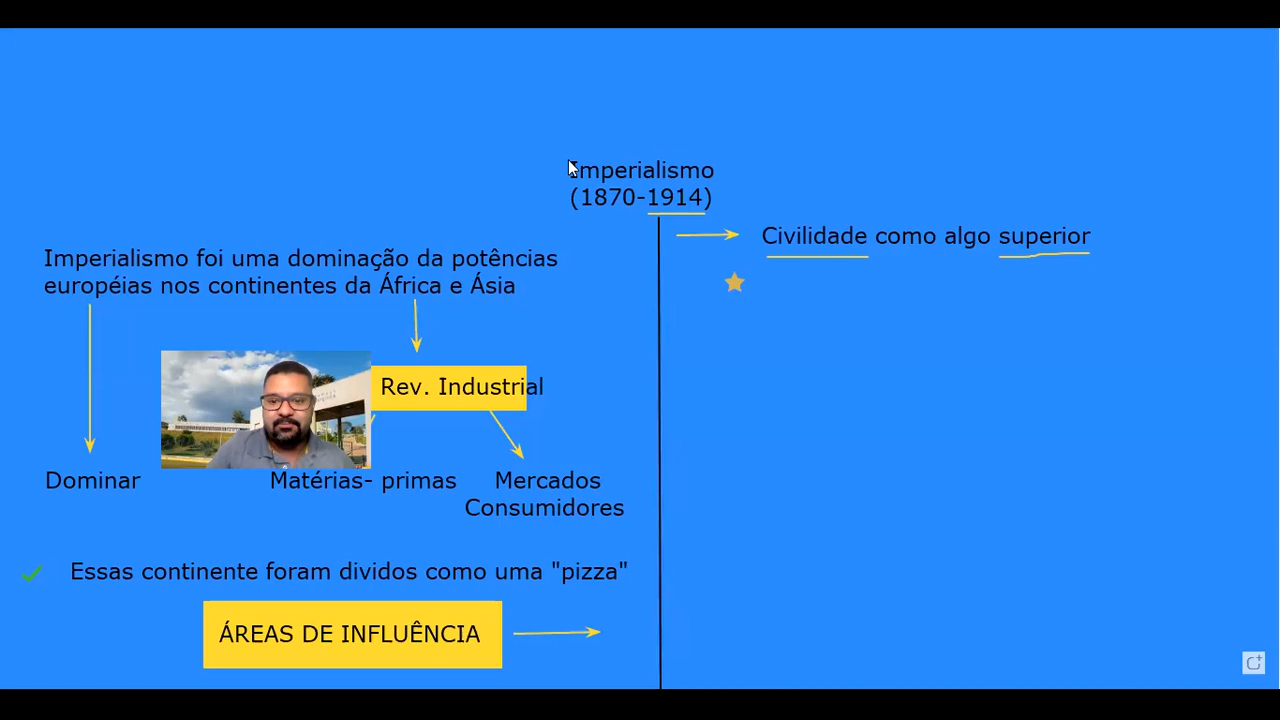 Imperialismo
(1870-1914)
Imperialismo foi uma dominação da potências
européias nos continentes da África e Ásia
Rev. Industrial
Dominar
Matérias- primas
Mercados
Consumidores
Essas continente foram dividos como uma "pizza"
ÁREAS DE INFLUÊNCIA
Civilidade como algo superior